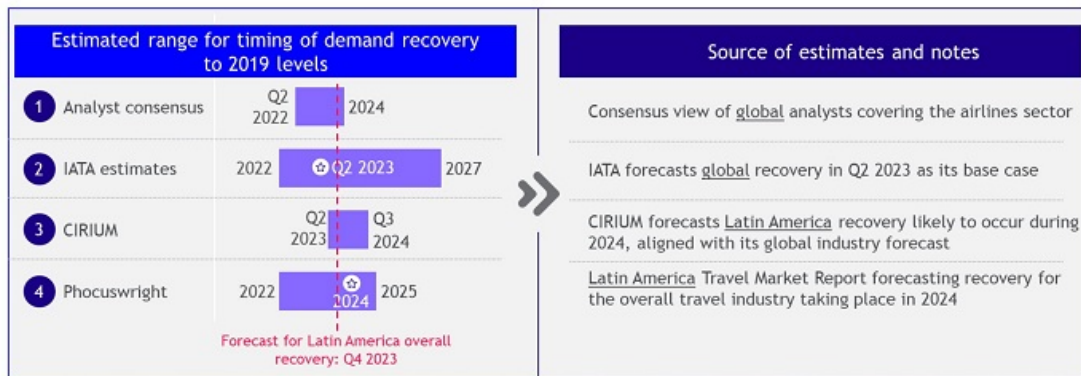 Estimated range for timing of demand recovery
to 2019 levels
Source of estimates and notes
1 Analyst consensus
Q2
2022
2024
Consensus view of global analysts covering the airlines sector
2 IATA estimates
2022
Q2 2023
2027
IATA forecasts global recovery in Q2 2023 as its base case
3 CIRIUM
Q2
2023
Q3
2024
CIRIUM forecasts Latin America recovery likely to occur during
2024, aligned with its global industry forecast
4 Phocuswright
2022
2024
2025
Latin America Travel Market Report forecasting recovery for
the overall travel industry taking place in 2024
Forecast for Latin America overall
recovery: Q4 2023